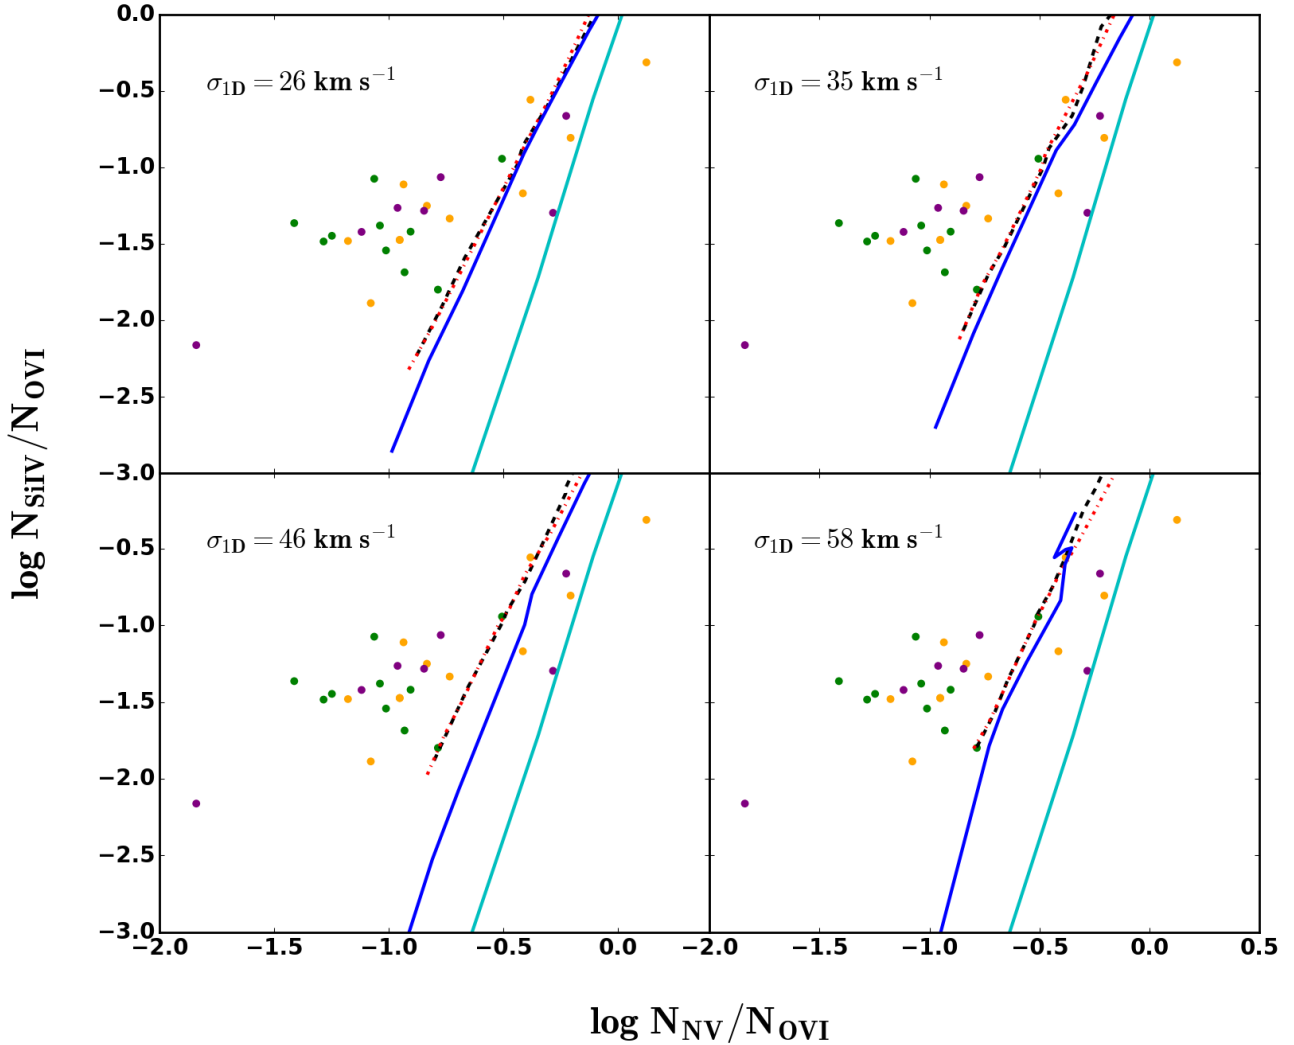 0.0
−0.5
−1.0
−1.5
−2.0
−2.5
−3.0
σ1D = 26 km s−1
σ1D = 35 km s−1
−0.5
−1.0
−1.5
−2.0
−2.5
−3.0
σ1D = 46 km s−1
σ1D = 58 km s−1
−2.0 −1.5 −1.0 −0.5 0.0 −2.0 −1.5 −1.0 −0.5 0.0 0.5
log NSiIV/NOVI
log NNV/NOVI